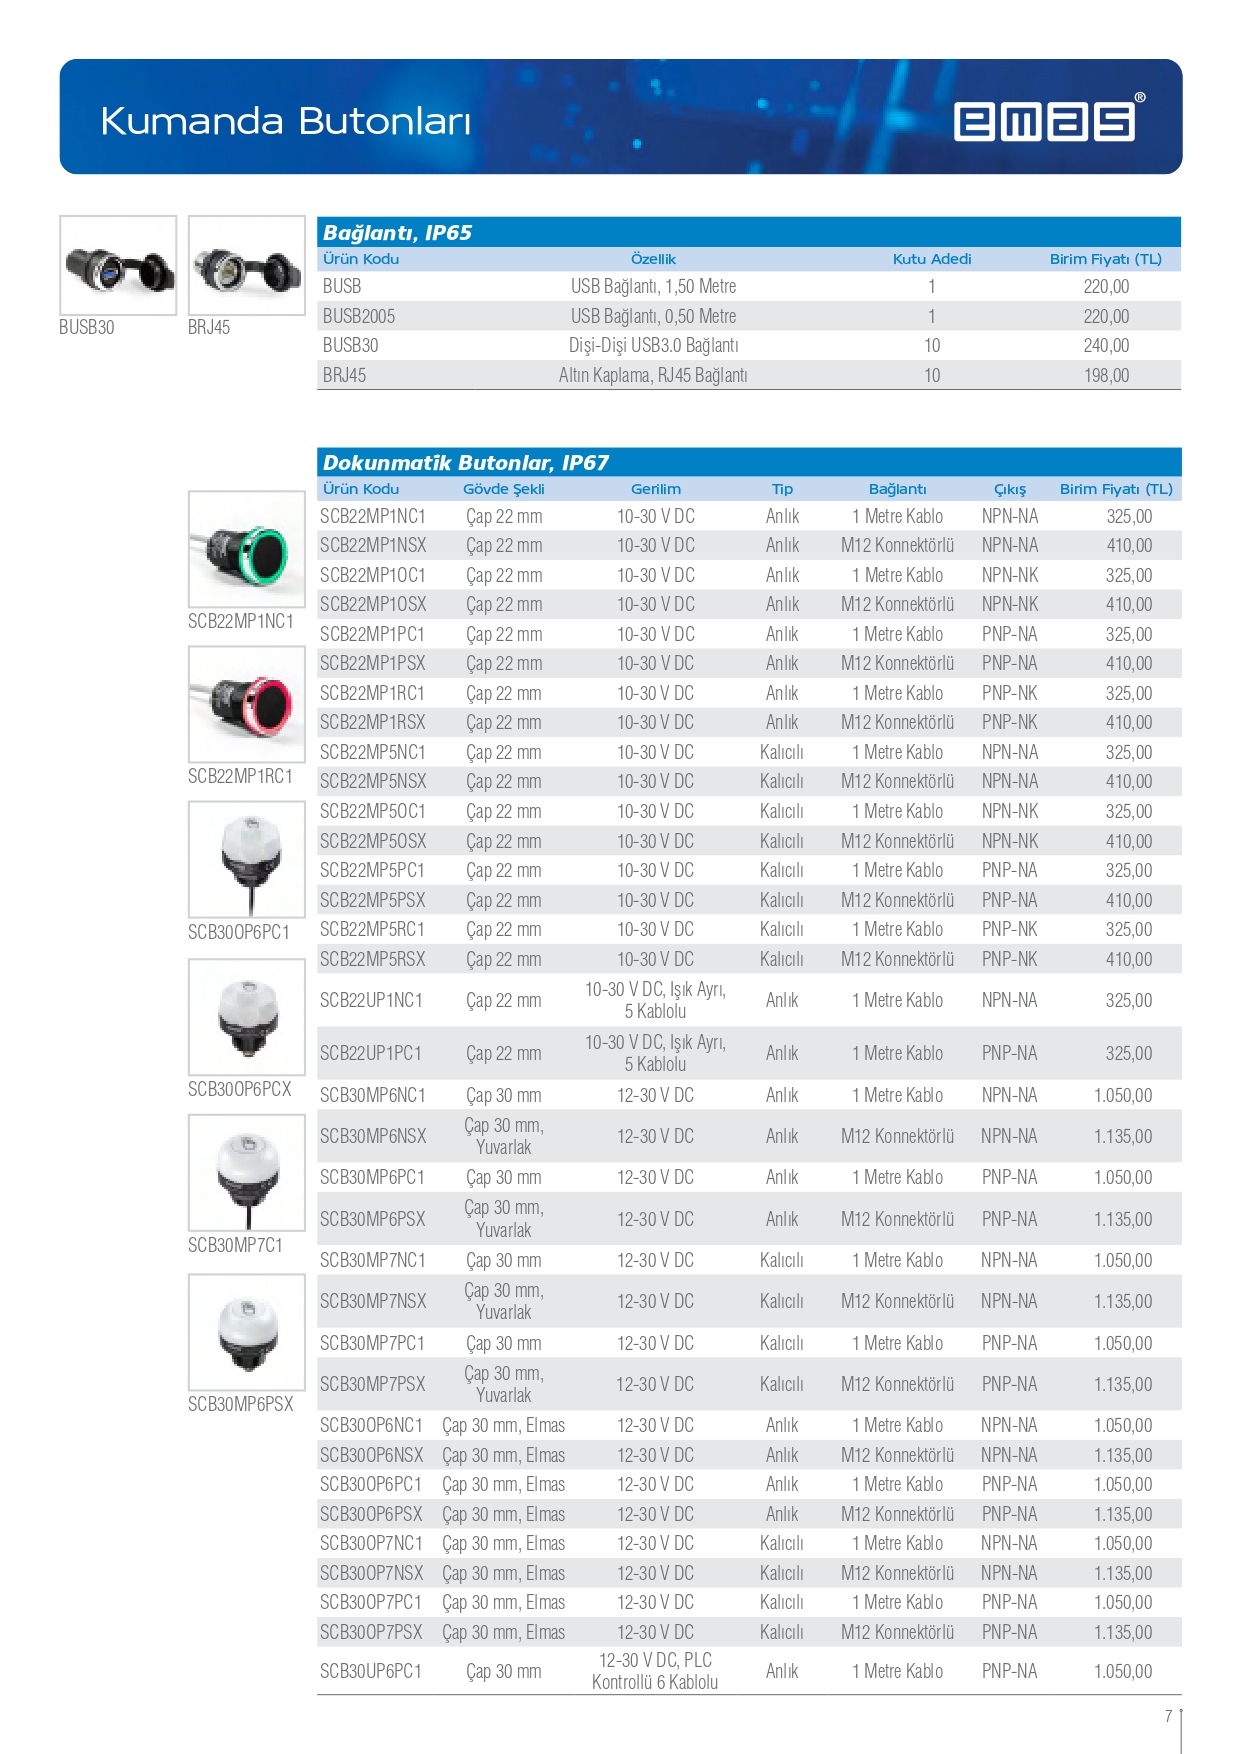 Kumanda Butonları
emas®
BUSB30
BRJ45
Bağlantı, IP65
Ürün Kodu Özellik Kutu Adedi Birim Fiyatı (TL)
BUSB USB Bağlantı, 1,50 Metre 1 220,00
BUSB2005 USB Bağlantı, 0,50 Metre 1 220,00
BUSB30 Dişi-Dişi USB3.0 Bağlantı 10 240,00
BRJ45 Altın Kaplama, RJ45 Bağlantı 10 198,00
SCB22MP1NC1
SCB22MP1RC1
SCB30OP6PC1
SCB30OP6PCX
SCB30MP7C1
SCB30MP6PSX
Dokunmatik Butonlar, IP67
Ürün Kodu Gövde Şekli Gerilim Tip Bağlantı Çıkış Birim Fiyatı (TL)
SCB22MP1NC1 Çap 22 mm 10-30 V DC Anlık 1 Metre Kablo NPN-NA 325,00
SCB22MP1NSX Çap 22 mm 10-30 V DC Anlık M12 Konnektörlü NPN-NA 410,00
SCB22MP1OC1 Çap 22 mm 10-30 V DC Anlık 1 Metre Kablo NPN-NK 325,00
SCB22MP1OSX Çap 22 mm 10-30 V DC Anlık M12 Konnektörlü NPN-NK 410,00
SCB22MP1PC1 Çap 22 mm 10-30 V DC Anlık 1 Metre Kablo PNP-NA 325,00
SCB22MP1PSX Çap 22 mm 10-30 V DC Anlık M12 Konnektörlü PNP-NA 410,00
SCB22MP1RC1 Çap 22 mm 10-30 V DC Anlık 1 Metre Kablo PNP-NK 325,00
SCB22MP1RSX Çap 22 mm 10-30 V DC Anlık M12 Konnektörlü PNP-NK 410,00
SCB22MP5NC1 Çap 22 mm 10-30 V DC Kalıcılı 1 Metre Kablo NPN-NA 325,00
SCB22MP5NSX Çap 22 mm 10-30 V DC Kalıcılı M12 Konnektörlü NPN-NA 410,00
SCB22MP5OC1 Çap 22 mm 10-30 V DC Kalıcılı 1 Metre Kablo NPN-NK 325,00
SCB22MP5OSX Çap 22 mm 10-30 V DC Kalıcılı M12 Konnektörlü NPN-NK 410,00
SCB22MP5PC1 Çap 22 mm 10-30 V DC Kalıcılı 1 Metre Kablo PNP-NA 325,00
SCB22MP5PSX Çap 22 mm 10-30 V DC Kalıcılı M12 Konnektörlü PNP-NA 410,00
SCB22MP5RC1 Çap 22 mm 10-30 V DC Kalıcılı 1 Metre Kablo PNP-NK 325,00
SCB22MP5RSX Çap 22 mm 10-30 V DC Kalıcılı M12 Konnektörlü PNP-NK 410,00
SCB22UP1NC1 Çap 22 mm 10-30 V DC, Işık Ayrı, 5 Kablolu Anlık 1 Metre Kablo NPN-NA 325,00
SCB22UP1PC1 Çap 22 mm 10-30 V DC, Işık Ayrı, 5 Kablolu Anlık 1 Metre Kablo PNP-NA 325,00
SCB30MP6NC1 Çap 30 mm 12-30 V DC Anlık 1 Metre Kablo NPN-NA 1.050,00
SCB30MP6NSX Çap 30 mm, Yuvarlak 12-30 V DC Anlık M12 Konnektörlü NPN-NA 1.135,00
SCB30MP6PC1 Çap 30 mm 12-30 V DC Anlık 1 Metre Kablo PNP-NA 1.050,00
SCB30MP6PSX Çap 30 mm, Yuvarlak 12-30 V DC Anlık M12 Konnektörlü PNP-NA 1.135,00
SCB30MP7NC1 Çap 30 mm 12-30 V DC Kalıcılı 1 Metre Kablo NPN-NA 1.050,00
SCB30MP7NSX Çap 30 mm, Yuvarlak 12-30 V DC Kalıcılı M12 Konnektörlü NPN-NA 1.135,00
SCB30MP7PC1 Çap 30 mm 12-30 V DC Kalıcılı 1 Metre Kablo PNP-NA 1.050,00
SCB30MP7PSX Çap 30 mm, Yuvarlak 12-30 V DC Kalıcılı M12 Konnektörlü PNP-NA 1.135,00
SCB30OP6NC1 Çap 30 mm, Elmas 12-30 V DC Anlık 1 Metre Kablo NPN-NA 1.050,00
SCB30OP6NSX Çap 30 mm, Elmas 12-30 V DC Anlık M12 Konnektörlü NPN-NA 1.135,00
SCB30OP6PC1 Çap 30 mm, Elmas 12-30 V DC Anlık 1 Metre Kablo PNP-NA 1.050,00
SCB30OP6PSX Çap 30 mm, Elmas 12-30 V DC Anlık M12 Konnektörlü PNP-NA 1.135,00
SCB30OP7NC1 Çap 30 mm, Elmas 12-30 V DC Kalıcılı 1 Metre Kablo NPN-NA 1.050,00
SCB30OP7NSX Çap 30 mm, Elmas 12-30 V DC Kalıcılı M12 Konnektörlü NPN-NA 1.135,00
SCB30OP7PC1 Çap 30 mm, Elmas 12-30 V DC Kalıcılı 1 Metre Kablo PNP-NA 1.050,00
SCB30OP7PSX Çap 30 mm, Elmas 12-30 V DC Kalıcılı M12 Konnektörlü PNP-NA 1.135,00
SCB30UP6PC1 Çap 30 mm 12-30 V DC, PLC Kontrollü 6 Kablolu Anlık 1 Metre Kablo PNP-NA 1.050,00
7